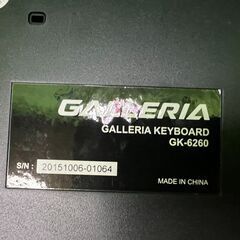 GALLERIA
GALLERIA KEYBOARD
GK-6260
S/N : 20151006-01064
MADE IN CHINA